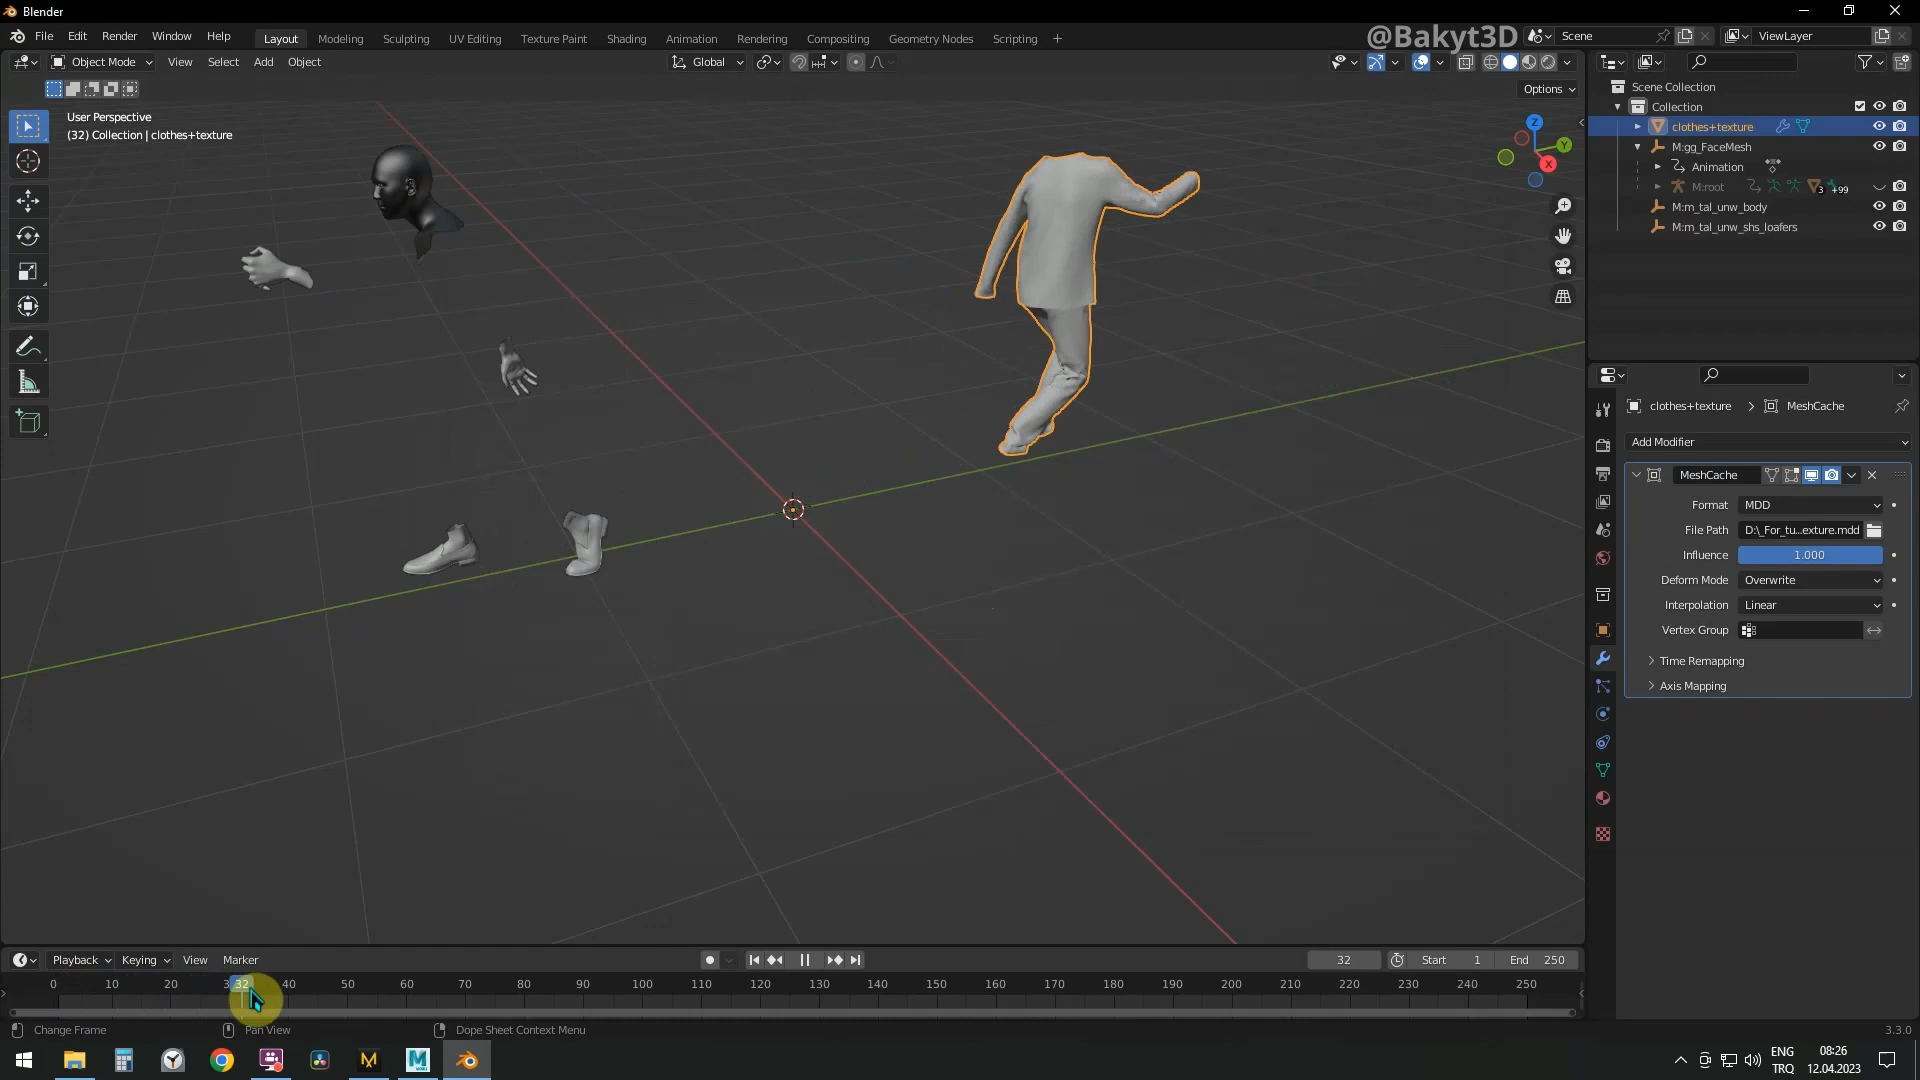 Blender
File Edit Render Window Help
Layout Modeling Sculpting UV Editing Texture Paint Shading Animation Rendering Compositing Geometry Nodes Scripting +
@Bakyt3D
Scene
ViewLayer
Object Mode View Select Add Object
Global
Options
User Perspective
(32) Collection | clothes+texture
Z
Y
X
Scene Collection
Collection
clothes+texture
M:gg_FaceMesh
Animation
M:root
3
+99
M:m_tal_unw_body
M:m_tal_unw_shs_loafers
clothes+texture > MeshCache
Add Modifier
MeshCache
Format MDD
File Path D:\_For_tu...exture.mdd
Influence 1.000
Deform Mode Overwrite
Interpolation Linear
Vertex Group
Time Remapping
Axis Mapping
Playback Keying View Marker
32
Start 1
End 250
0 10 20 3 32 40 50 60 70 80 90 100 110 120 130 140 150 160 170 180 190 200 210 220 230 240 250
Change Frame
Pan View
Dope Sheet Context Menu
3.3.0
ENG
TRQ
08:26
12.04.2023